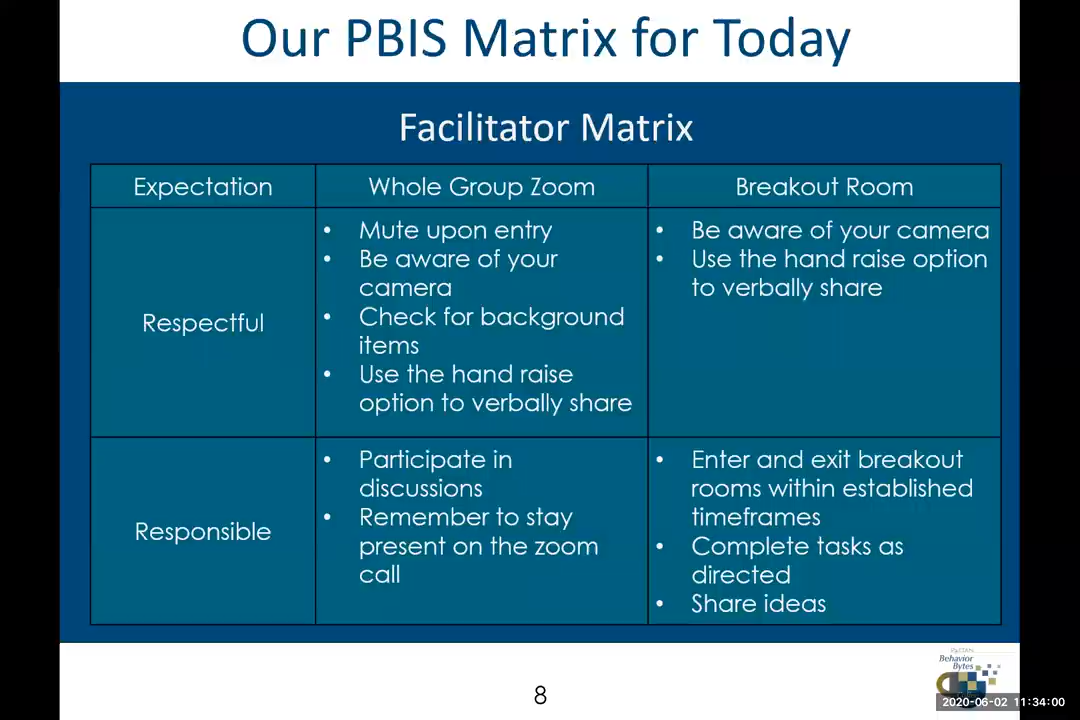 Our PBIS Matrix for Today
Facilitator Matrix
Expectation
Whole Group Zoom
Breakout Room
Respectful
• Mute upon entry
• Be aware of your
camera
• Check for background
items
• Use the hand raise
option to verbally share
• Be aware of your camera
• Use the hand raise option
to verbally share
Responsible
• Participate in
discussions
• Remember to stay
present on the zoom
call
• Enter and exit breakout
rooms within established
timeframes
• Complete tasks as
directed
• Share ideas
8
PaTTAN
Behavior
Bytes
2020-06-02 11:34:00